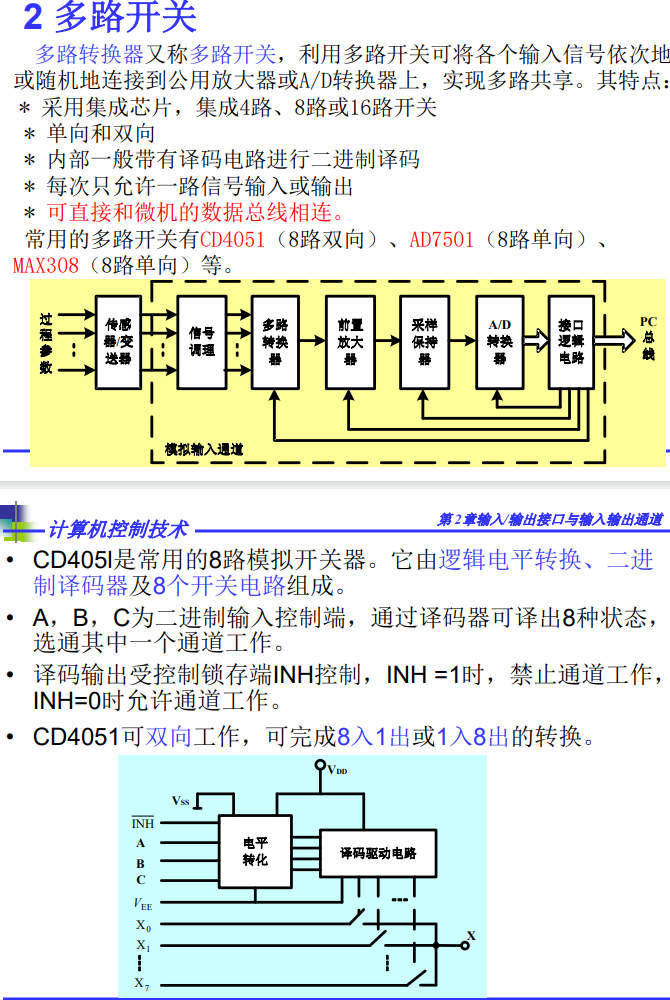 2 多路开关
多路转换器又称多路开关，利用多路开关可将各个输入信号依次地
或随机地连接到公用放大器或A/D转换器上，实现多路共享。其特点：
* 采用集成芯片，集成4路、8路或16路开关
* 单向和双向
* 内部一般带有译码电路进行二进制译码
* 每次只允许一路信号输入或输出
* 可直接和微机的数据总线相连。
常用的多路开关有CD4051（8路双向）、AD7501（8路单向）、
MAX308（8路单向）等。
过程参数
传感
器/变
送器
信号
调理
多路
转换
器
前置
放大
器
采样
保持
器
A/D
转换
器
接口
逻辑
电路
PC
总
线
模拟输入通道
计算机控制技术
第2章输入/输出接口与输入输出通道
• CD405l是常用的8路模拟开关器。它由逻辑电平转换、二进
制译码器及8个开关电路组成。
• A，B，C为二进制输入控制端，通过译码器可译出8种状态，
选通其中一个通道工作。
• 译码输出受控制锁存端INH控制，INH =1时，禁止通道工作，
INH=0时允许通道工作。
• CD4051可双向工作，可完成8入1出或1入8出的转换。
VDD
VSS
INH
A
B
C
VEE
X0
X1
X7
电平
转化
译码驱动电路
X